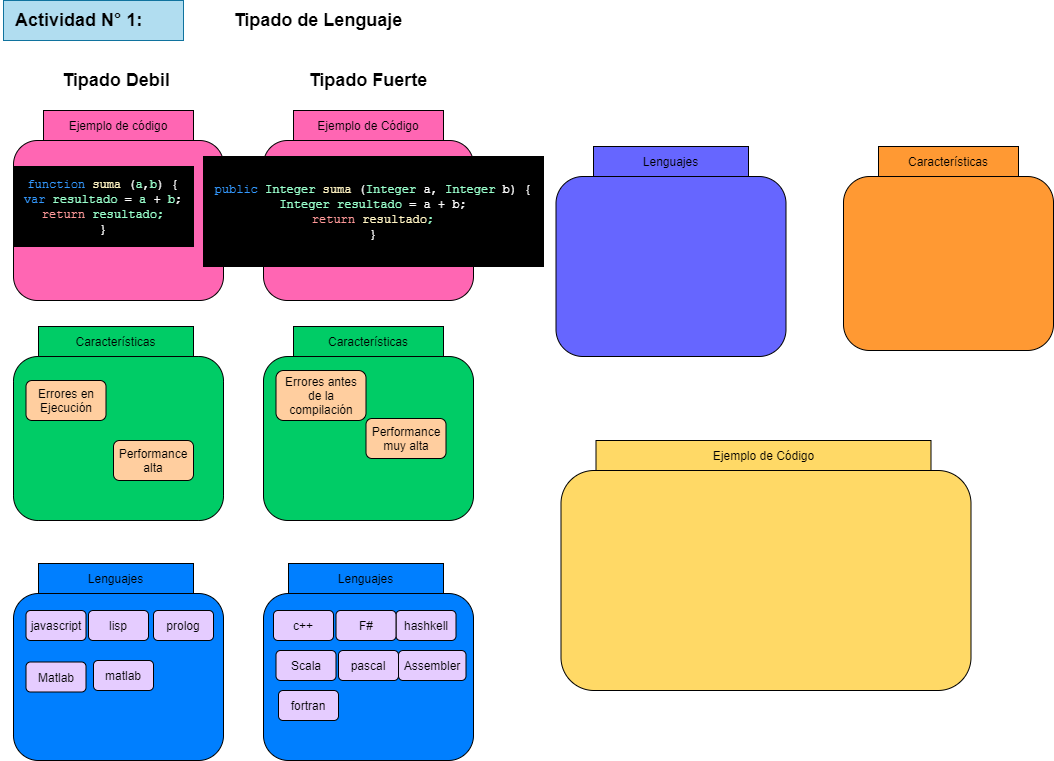 Actividad N° 1:
Tipado de Lenguaje
Tipado Debil
Tipado Fuerte
Ejemplo de código
function suma (a,b) {
var resultado = a + b;
return resultado;
}
Ejemplo de Código
public Integer suma (Integer a, Integer b) {
Integer resultado = a + b;
return resultado;
}
Lenguajes
Características
Características
Errores en
Ejecución
Performance
alta
Características
Errores antes
de la
compilación
Performance
muy alta
Ejemplo de Código
Lenguajes
javascript
lisp
prolog
Matlab
matlab
Lenguajes
c++
F#
hashkell
Scala
pascal
Assembler
fortran